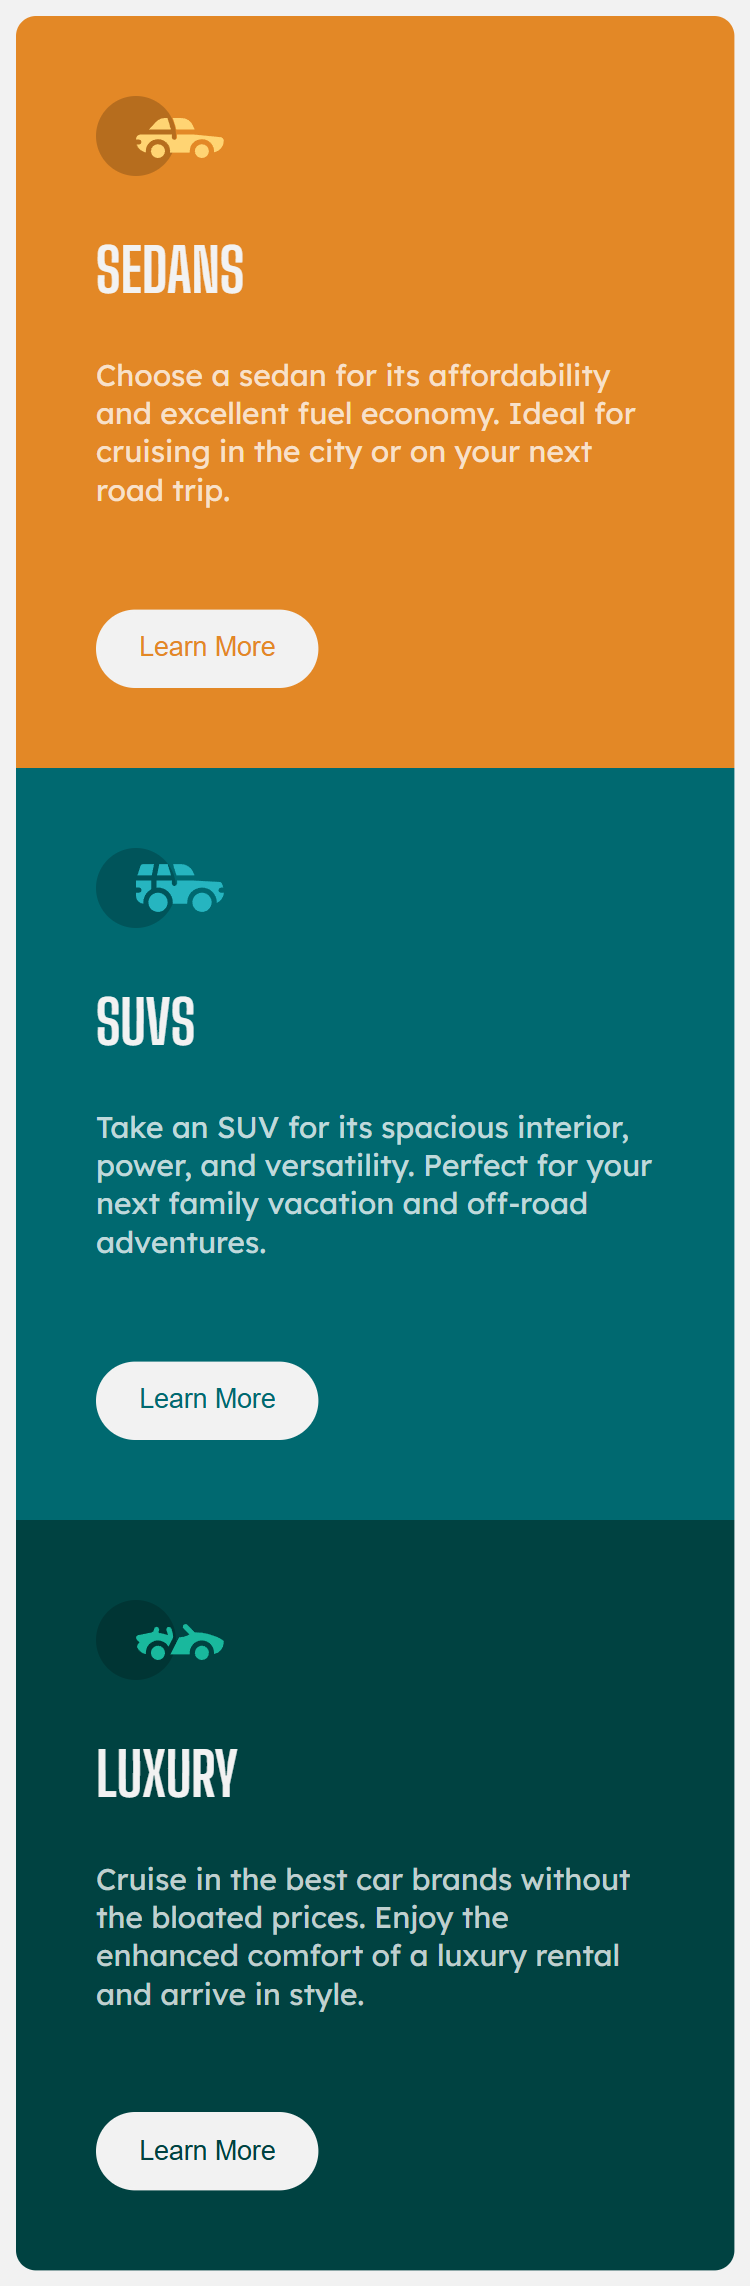 SEDANS
Choose a sedan for its affordability
and excellent fuel economy. Ideal for
cruising in the city or on your next
road trip.
Learn More
SUVS
Take an SUV for its spacious interior,
power, and versatility. Perfect for your
next family vacation and off-road
adventures.
Learn More
LUXURY
Cruise in the best car brands without
the bloated prices. Enjoy the
enhanced comfort of a luxury rental
and arrive in style.
Learn More